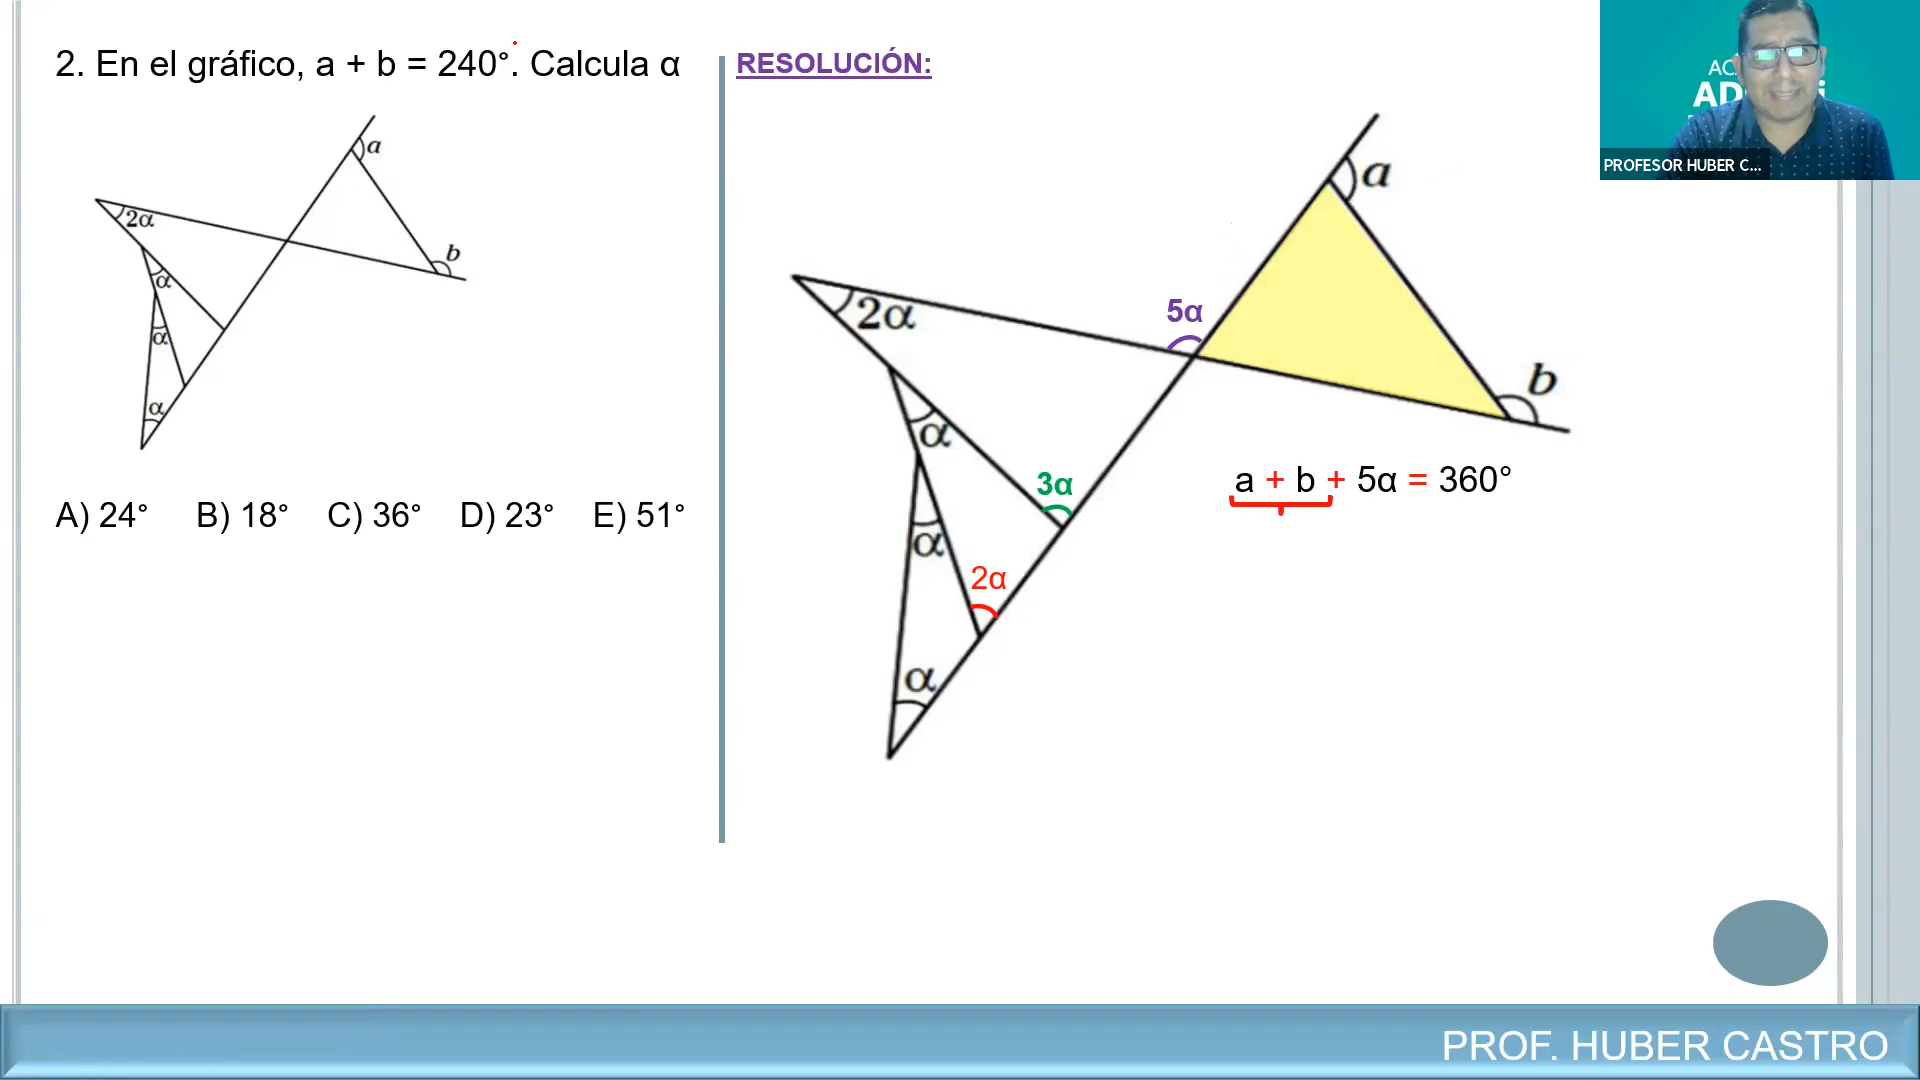 2. En el gráfico, a + b = 240°. Calcula α
a
2α
b
α
α
α
A) 24° B) 18° C) 36° D) 23° E) 51°
RESOLUCIÓN:
a
5α
2α
b
α
3α
a + b + 5α = 360°
α
2α
α
AD
PROFESOR HUBER C...
PROF. HUBER CASTRO